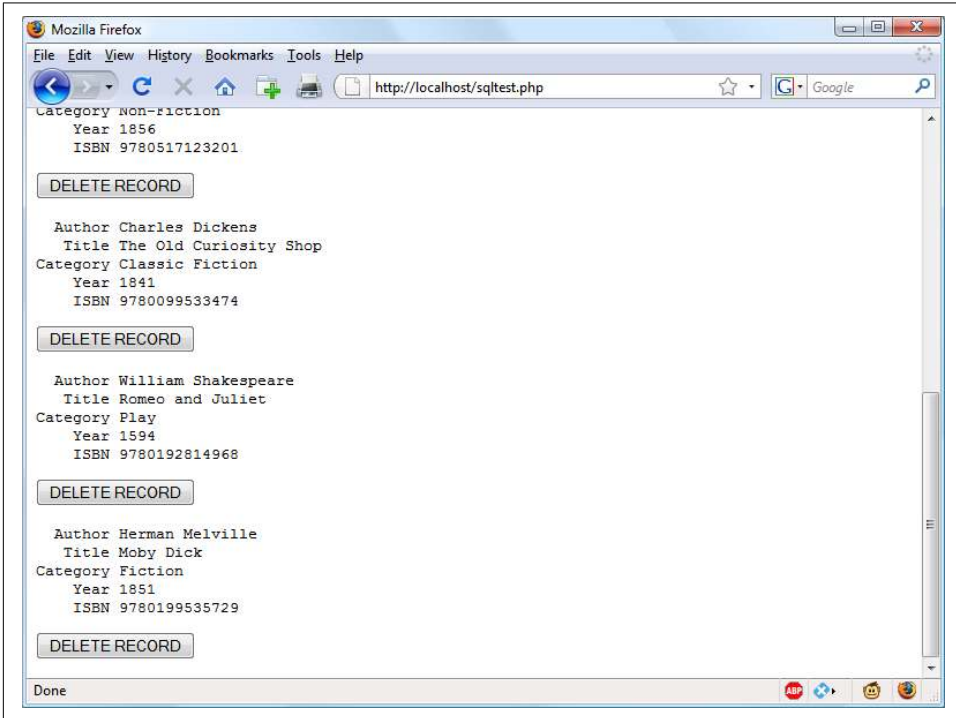 Mozilla Firefox
File Edit View History Bookmarks Tools Help
http://localhost/sqltest.php
G Google
Category Non-Fiction
Year 1856
ISBN 9780517123201
DELETE RECORD
Author Charles Dickens
Title The Old Curiosity Shop
Category Classic Fiction
Year 1841
ISBN 9780099533474
DELETE RECORD
Author William Shakespeare
Title Romeo and Juliet
Category Play
Year 1594
ISBN 9780192814968
DELETE RECORD
Author Herman Melville
Title Moby Dick
Category Fiction
Year 1851
ISBN 9780199535729
DELETE RECORD
Done
ABP